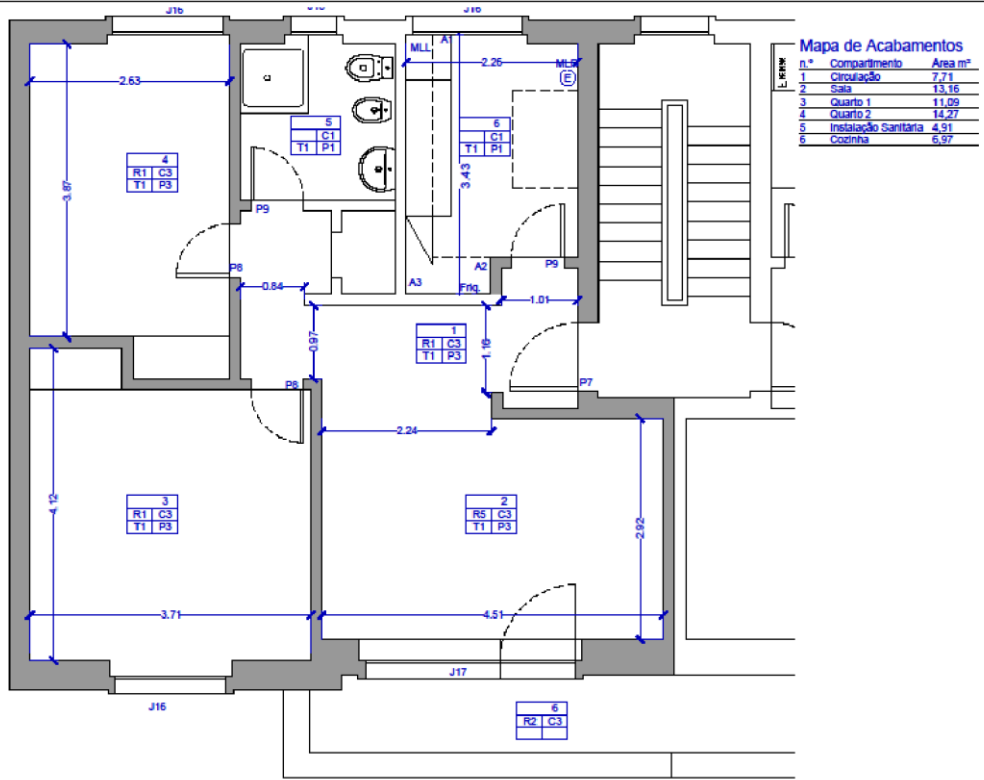 J16
J16
MLL
A1
2.26
MLR
E
2.63
5
C1
T1 P1
6
C1
T1 P1
Mapa de Acabamentos
n.º Compartimento Área m²
1 Circulação 7,71
2 Sala 13,16
3 Quarto 1 11,09
4 Quarto 2 14,27
5 Instalação Sanitária 4,91
6 Cozinha 6,97
4
R1 C3
T1 P3
3.87
3.43
P9
P8
A2
P9
A3
Friq.
0.84
1.01
0.97
1
R1 C3
T1 P3
1.16
P7
P8
2.24
4.12
3
R1 C3
T1 P3
2
R5 C3
T1 P3
2.92
3.71
4.51
J17
J16
6
R2 C3